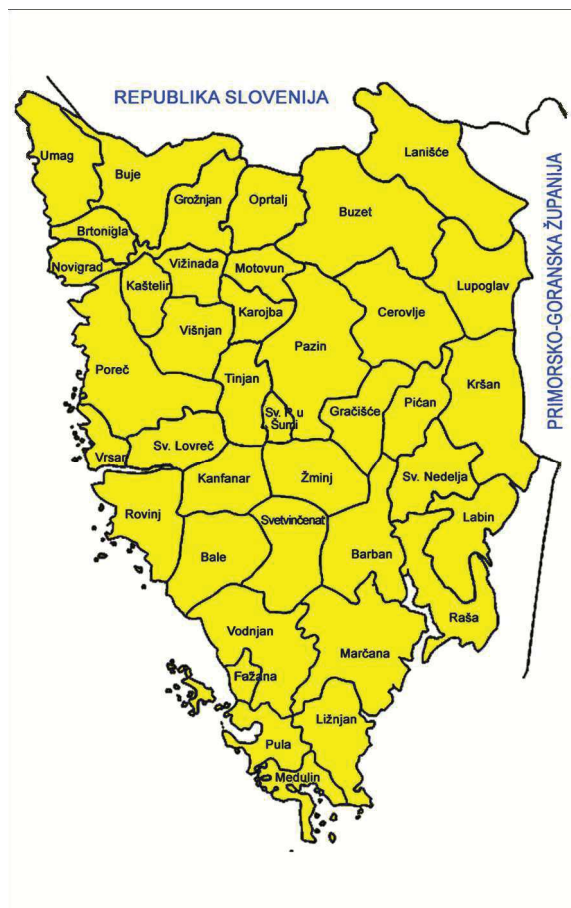 REPUBLIKA SLOVENIJA
PRIMORSKO-GORANSKA ŽUPANIJA
Umag
Buje
Lanišće
Grožnjan
Oprtalj
Buzet
Brtonigla
Novigrad
Vižinada
Motovun
Kaštelir
Lupoglav
Karojba
Cerovlje
Višnjan
Pazin
Poreč
Tinjan
Kršan
Sv. P. u
Šumi
Gračišće
Pićan
Vrsar
Sv. Lovreč
Kanfanar
Žminj
Sv. Nedelja
Rovinj
Svetvinčenat
Labin
Bale
Barban
Raša
Vodnjan
Marčana
Fažana
Ližnjan
Pula
Medulin